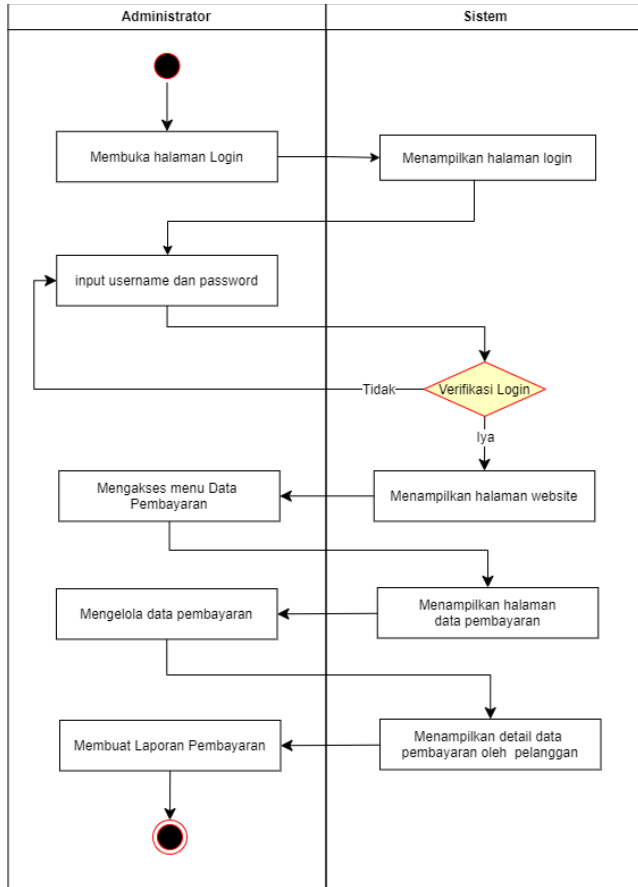 Administrator
Sistem
Membuka halaman Login
Menampilkan halaman login
input username dan password
Verifikasi Login
Tidak
Iya
Mengakses menu Data
Pembayaran
Menampilkan halaman website
Mengelola data pembayaran
Menampilkan halaman
data pembayaran
Membuat Laporan Pembayaran
Menampilkan detail data
pembayaran oleh pelanggan